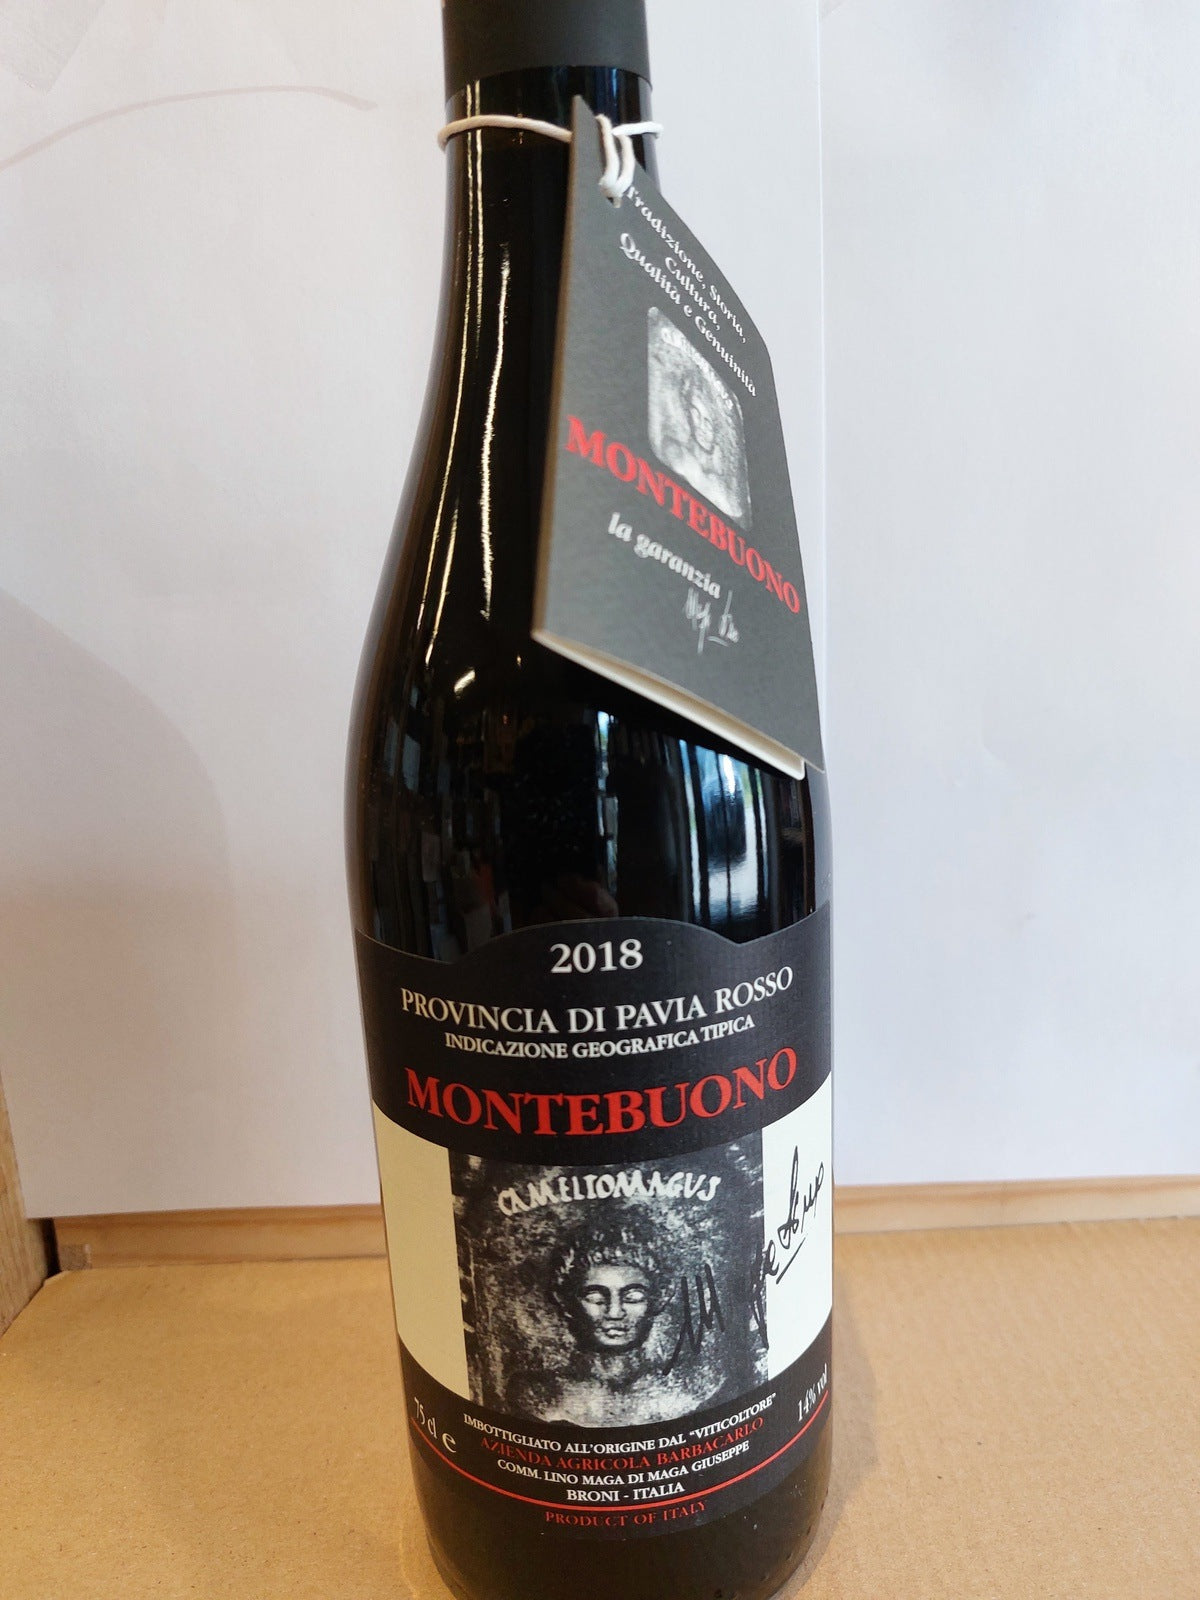 Tradizione, Storia,
Cultura,
Qualità e Genuinità
MONTEBUONO
la garanzia
2018
PROVINCIA DI PAVIA ROSSO
INDICAZIONE GEOGRAFICA TIPICA
MONTEBUONO
CAMELIOMAGUS
75 cl e
14% vol
IMBOTTIGLIATO ALL'ORIGINE DAL "VITICOLTORE"
AZIENDA AGRICOLA BARBACARLO
COMM. LINO MAGA DI MAGA GIUSEPPE
BRONI - ITALIA
PRODUCT OF ITALY